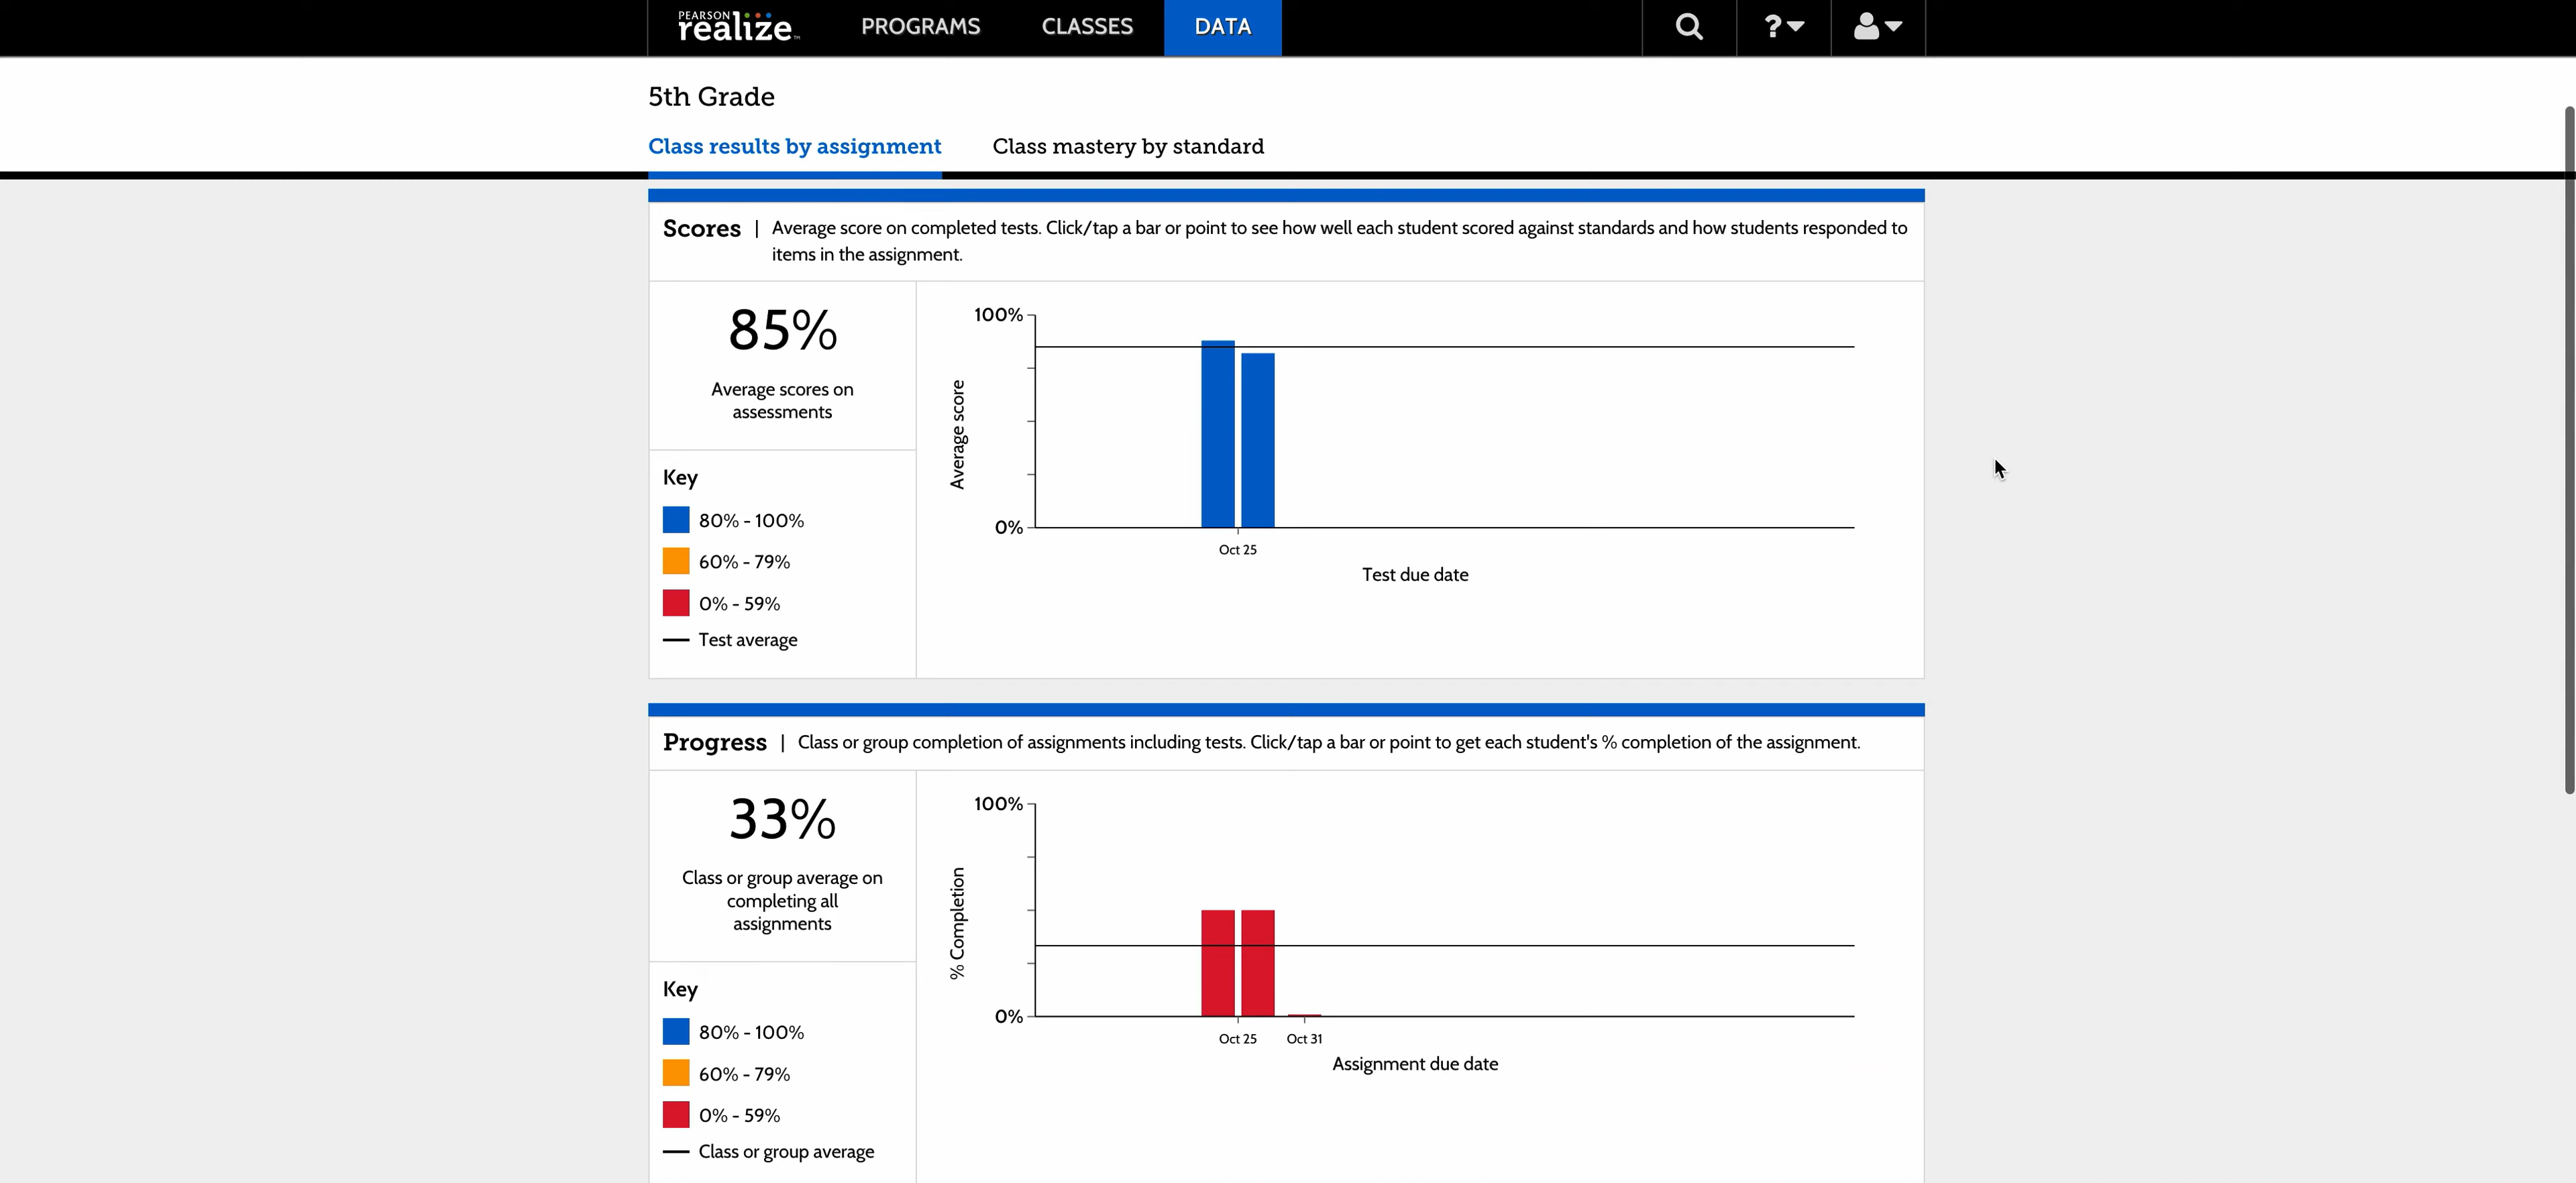 PEARSON
realize™
PROGRAMS
CLASSES
DATA
?
5th Grade
Class results by assignment
Class mastery by standard
Scores | Average score on completed tests. Click/tap a bar or point to see how well each student scored against standards and how students responded to
items in the assignment.
85%
Average scores on
assessments
Key
80% - 100%
60% - 79%
0% - 59%
Test average
100%
Average score
0%
Oct 25
Test due date
Progress | Class or group completion of assignments including tests. Click/tap a bar or point to get each student's % completion of the assignment.
33%
Class or group average on
completing all
assignments
Key
80% - 100%
60% - 79%
0% - 59%
Class or group average
100%
% Completion
0%
Oct 25
Oct 31
Assignment due date